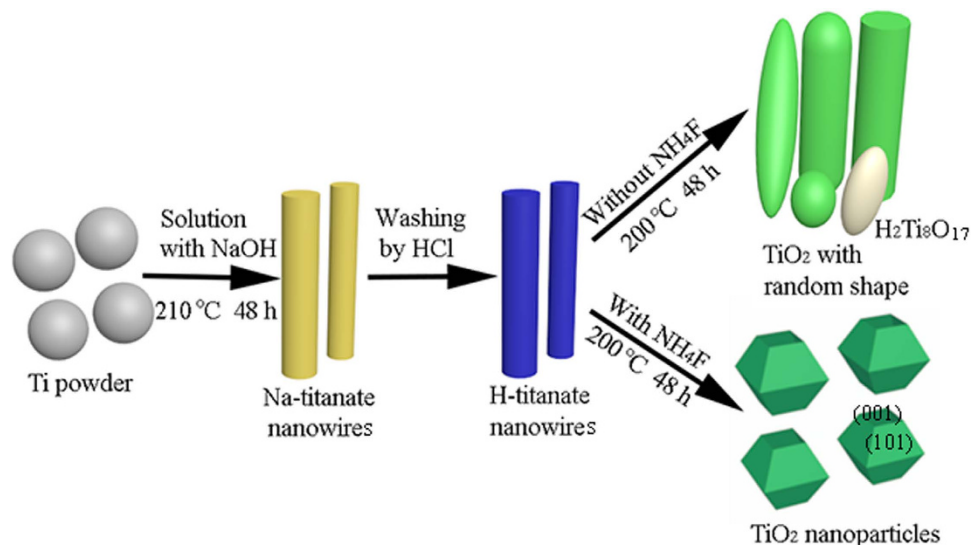 Ti powder
Solution
with NaOH
210 °C 48 h
Na-titanate
nanowires
Washing
by HCl
H-titanate
nanowires
Without NH₄F
200 °C 48 h
H₂Ti₈O₁₇
TiO₂ with
random shape
With NH₄F
200 °C 48 h
(001)
(101)
TiO₂ nanoparticles